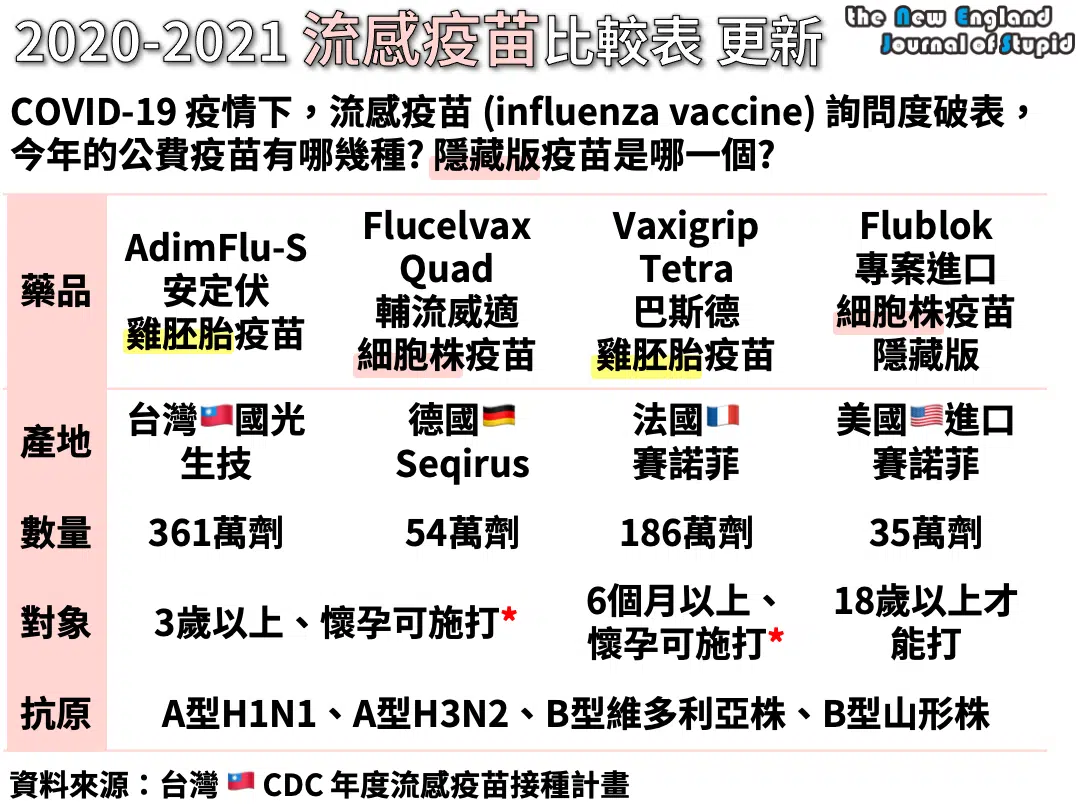 2020-2021 流感疫苗比較表 更新
the New England
Journal of Stupid
COVID-19 疫情下，流感疫苗 (influenza vaccine) 詢問度破表，
今年的公費疫苗有哪幾種? 隱藏版疫苗是哪一個?
藥品
AdimFlu-S
安定伏
雞胚胎疫苗
Flucelvax
Quad
輔流威適
細胞株疫苗
Vaxigrip
Tetra
巴斯德
雞胚胎疫苗
Flublok
專案進口
細胞株疫苗
隱藏版
產地
台灣🇹🇼國光
生技
德國🇩🇪
Seqirus
法國🇫🇷
賽諾菲
美國🇺🇸進口
賽諾菲
數量
361萬劑
54萬劑
186萬劑
35萬劑
對象
3歲以上、懷孕可施打*
6個月以上、
懷孕可施打*
18歲以上才
能打
抗原
A型H1N1、A型H3N2、B型維多利亞株、B型山形株
資料來源：台灣 🇹🇼 CDC 年度流感疫苗接種計畫